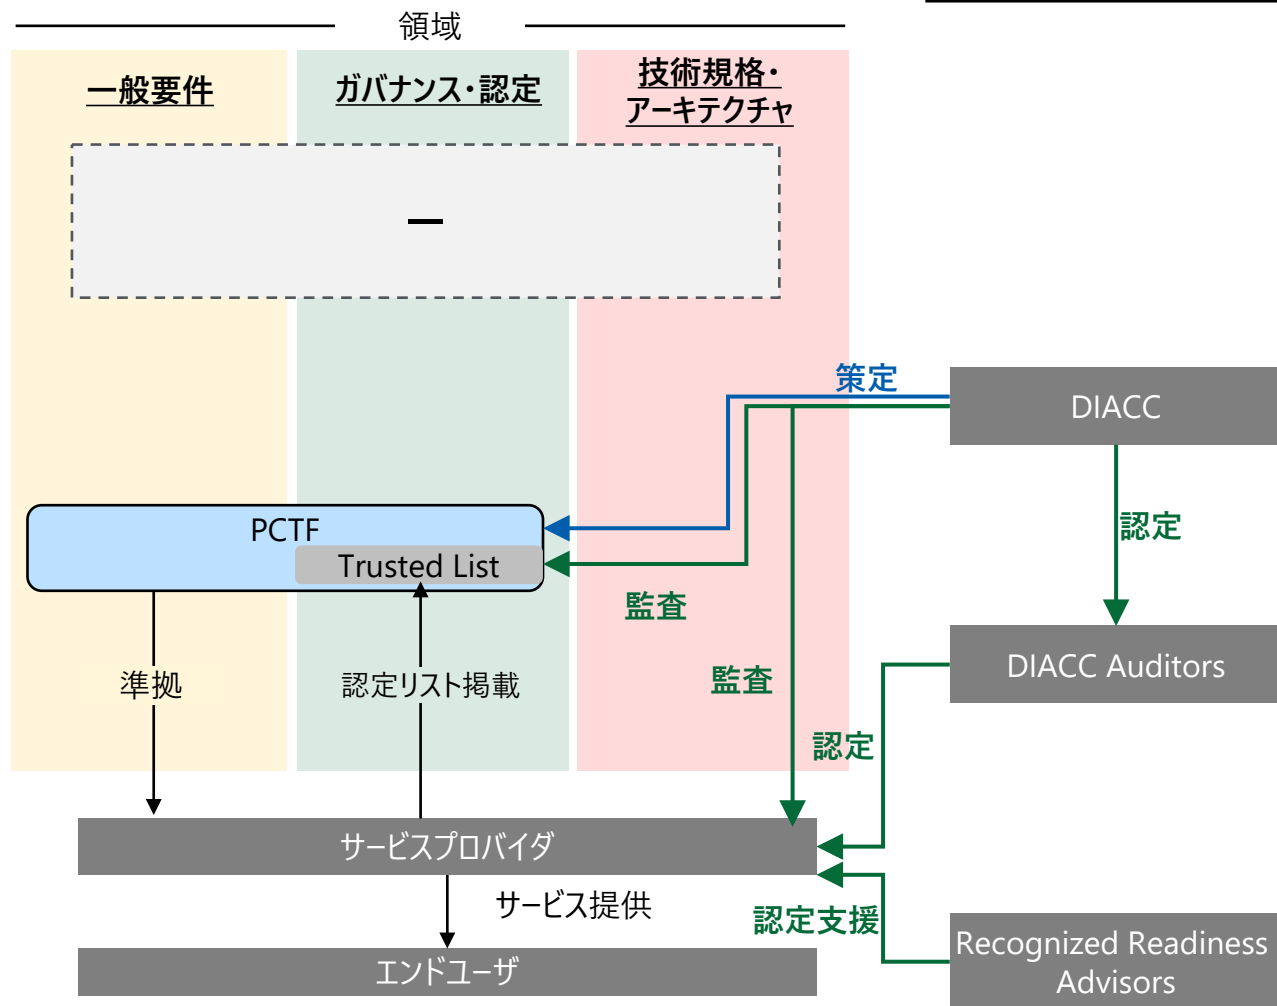 領域
一般要件
ガバナンス・認定
技術規格・
アーキテクチャ
ー
策定
DIACC
認定
PCTF
Trusted List
監査
監査
DIACC Auditors
準拠
認定リスト掲載
認定
サービスプロバイダ
サービス提供
認定支援
Recognized Readiness
Advisors
エンドユーザ